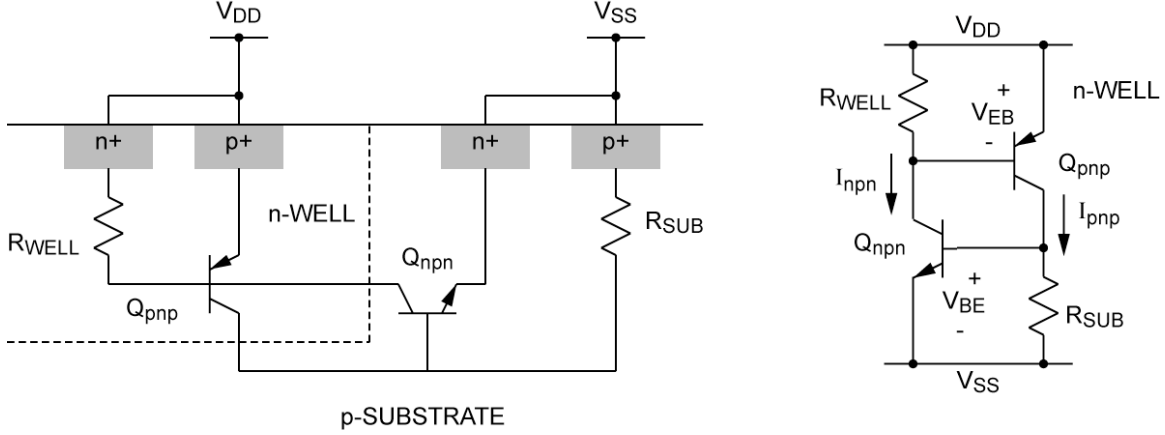 VDD
VSS
n+ p+ n+ p+
n-WELL
RWELL
RSUB
Qnpn
Qpnp
p-SUBSTRATE
VDD
RWELL
+
VEB
-
n-WELL
Qpnp
Inpn
Ipnp
Qnpn
+
VBE
-
RSUB
VSS